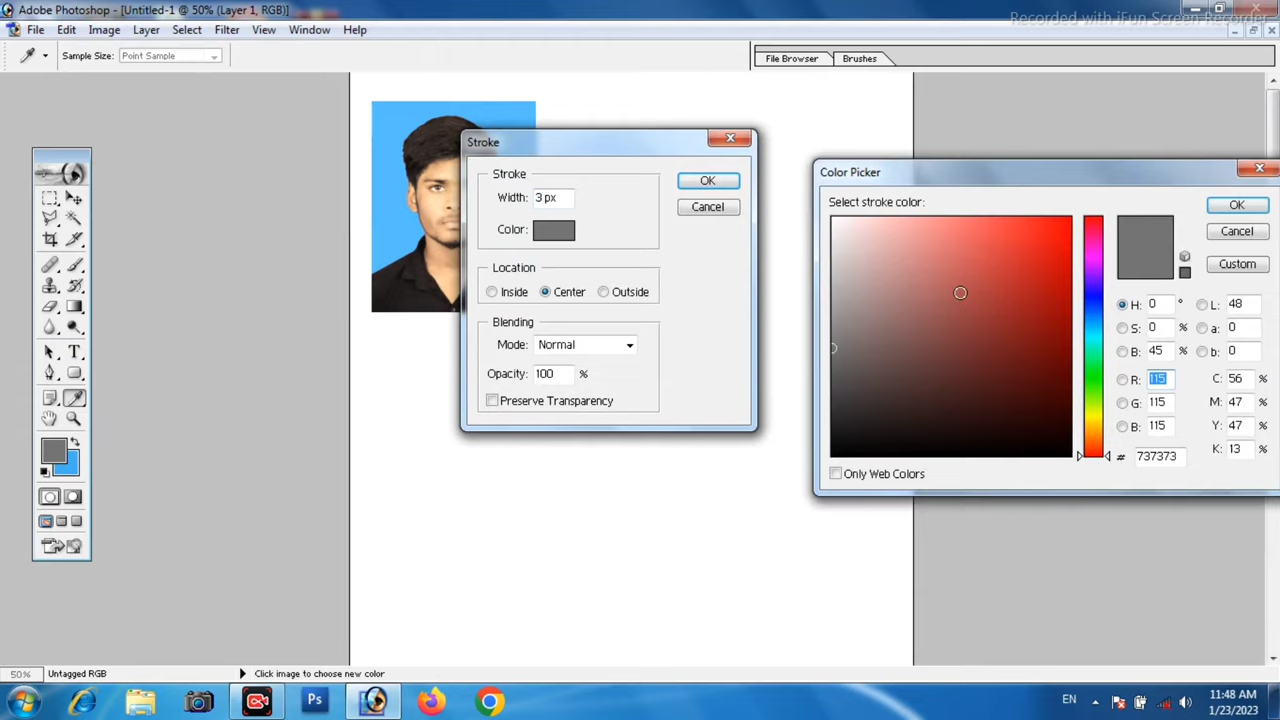 Adobe Photoshop - [Untitled-1 @ 50% (Layer 1, RGB)]
Recorded with iFun Screen Recorder
File Edit Image Layer Select Filter View Window Help
Sample Size: Point Sample
File Browser Brushes
Stroke
Stroke
Width: 3 px
Color:
OK
Cancel
Location
Inside Center Outside
Blending
Mode: Normal
Opacity: 100 %
Preserve Transparency
Color Picker
Select stroke color:
OK
Cancel
Custom
H: 0 ° L: 48
S: 0 % a: 0
B: 45 % b: 0
R: 115 C: 56 %
G: 115 M: 47 %
B: 115 Y: 47 %
# 737373 K: 13 %
Only Web Colors
T
50% Untagged RGB Click image to choose new color
Ps
EN
11:48 AM
1/23/2023